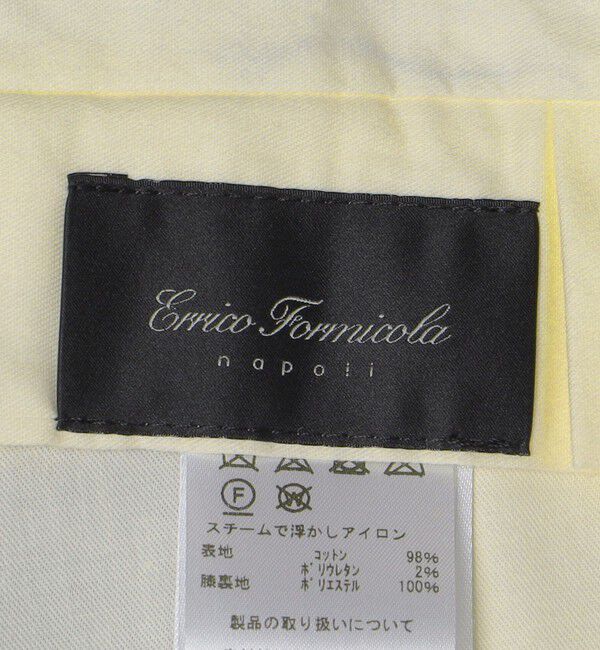 Errico Formicola
napoli
F W
スチームで浮かしアイロン
表地 コットン 98%
ポリウレタン 2%
膝裏地 ポリエステル 100%
製品の取り扱いについて